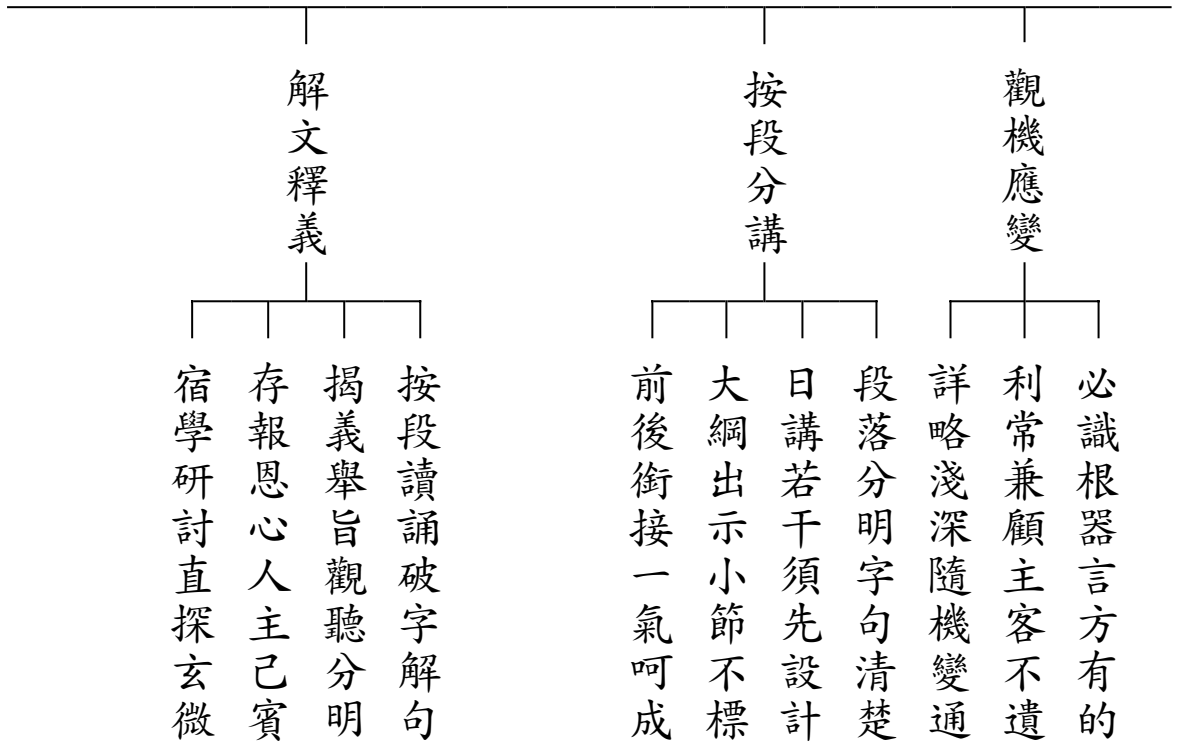 觀機應變
必識根器言方有的
利常兼顧主客不遺
詳略淺深隨機變通
按段分講
段落分明字句清楚
日講若干須先設計
大綱出示小節不標
前後銜接一氣呵成
解文釋義
按段讀誦破字解句
揭義舉旨觀聽分明
存報恩心人主己賓
宿學研討直探玄微